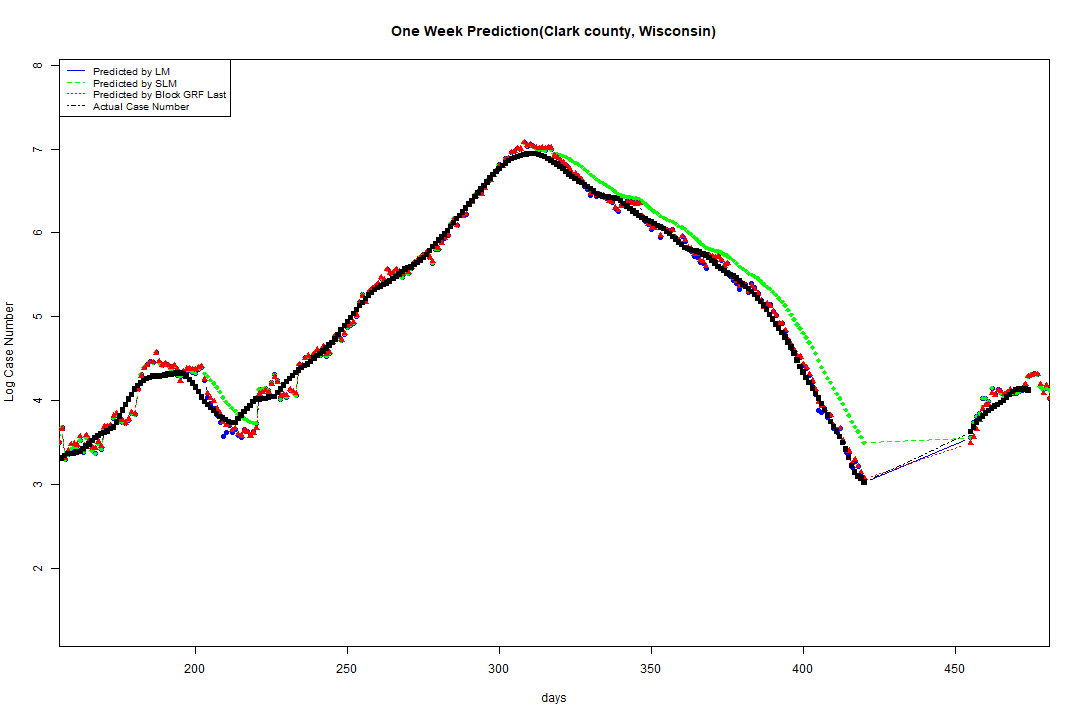 One Week Prediction(Clark county, Wisconsin)
Predicted by LM
Predicted by SLM
Predicted by Block GRF Last
Actual Case Number
8
7
6
5
4
3
2
Log Case Number
200 250 300 350 400 450
days